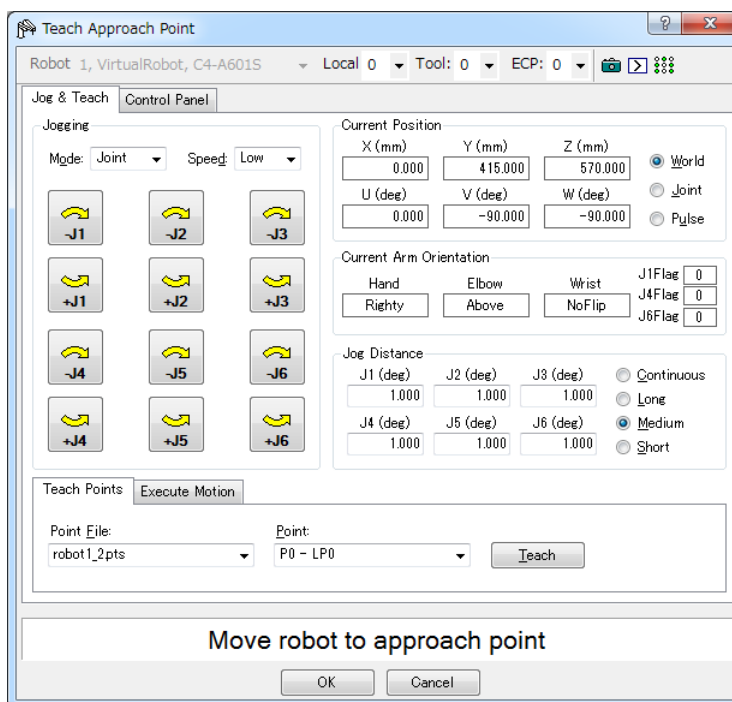 Teach Approach Point
Robot 1, VirtualRobot, C4-A601S Local 0 Tool: 0 ECP: 0
Jog & Teach Control Panel
Jogging
Mode: Joint Speed: Low
-J1 -J2 -J3
+J1 +J2 +J3
-J4 -J5 -J6
+J4 +J5 +J6
Current Position
X (mm) Y (mm) Z (mm)
0.000 415.000 570.000
U (deg) V (deg) W (deg)
0.000 -90.000 -90.000
World
Joint
Pulse
Current Arm Orientation
Hand Elbow Wrist
Righty Above NoFlip
J1Flag 0
J4Flag 0
J6Flag 0
Jog Distance
J1 (deg) J2 (deg) J3 (deg)
1.000 1.000 1.000
J4 (deg) J5 (deg) J6 (deg)
1.000 1.000 1.000
Continuous
Long
Medium
Short
Teach Points Execute Motion
Point File: Point:
robot1_2.pts P0 - LP0 Teach
Move robot to approach point
OK Cancel